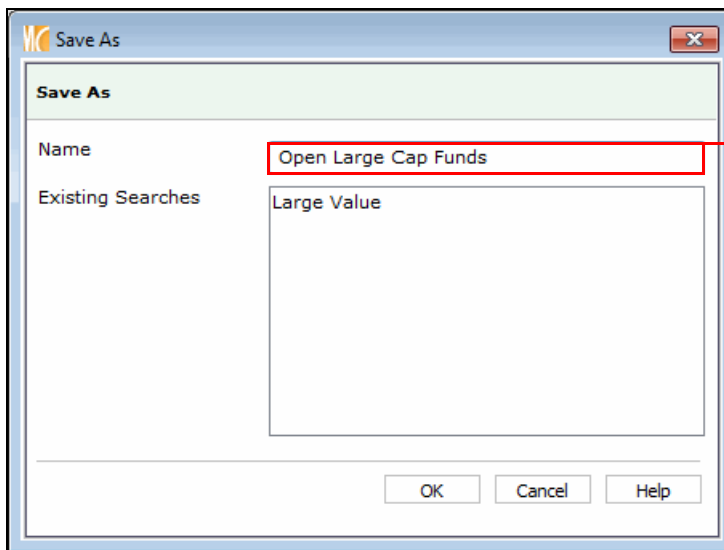 Save As
Save As
Name
Open Large Cap Funds
Existing Searches
Large Value
OK Cancel Help